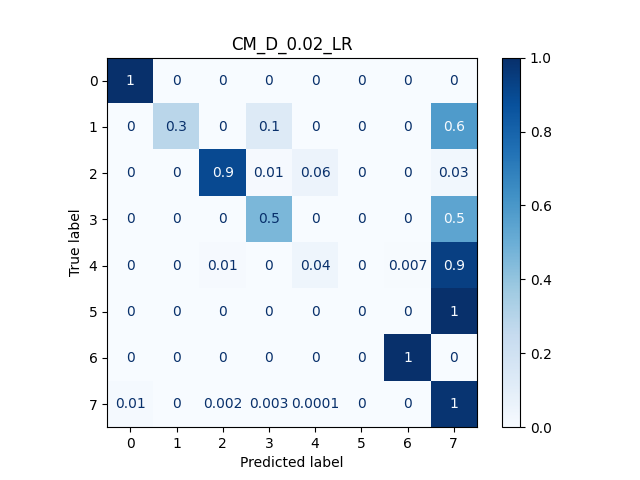 CM_D_0.02_LR
0 1 0 0 0 0 0 0 0 1.0
1 0 0.3 0 0.1 0 0 0 0.6 0.8
2 0 0 0.9 0.01 0.06 0 0 0.03
3 0 0 0 0.5 0 0 0 0.5 0.6
True label
4 0 0 0.01 0 0.04 0 0.007 0.9 0.4
5 0 0 0 0 0 0 0 1
6 0 0 0 0 0 0 1 0 0.2
7 0.01 0 0.002 0.003 0.0001 0 0 1 0.0
0 1 2 3 4 5 6 7
Predicted label